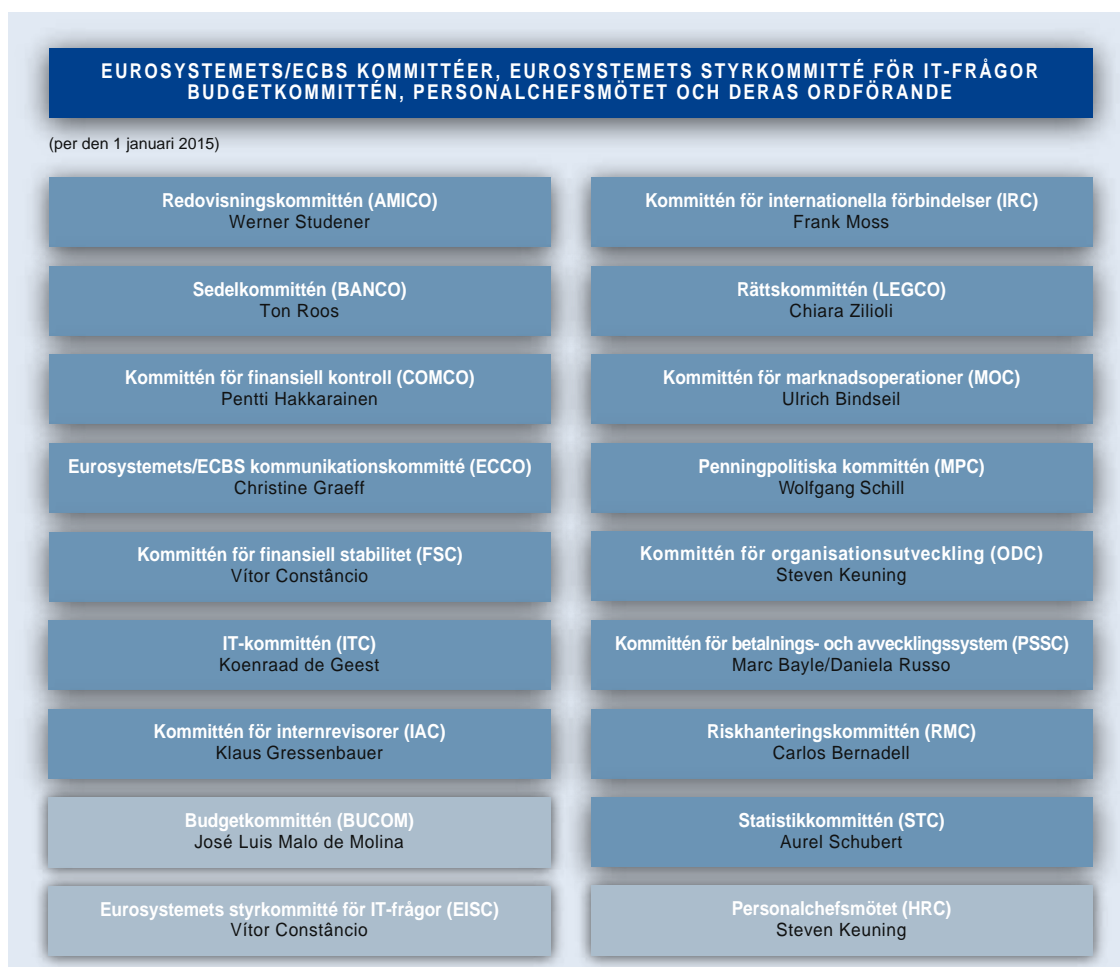 EUROSYSTEMETS/ECBS KOMMITTÉER, EUROSYSTEMETS STYRKOMMITTÉ FÖR IT-FRÅGOR
BUDGETKOMMITTÉN, PERSONALCHEFSMÖTET OCH DERAS ORDFÖRANDE
(per den 1 januari 2015)
Redovisningskommittén (AMICO)
Werner Studener
Sedelkommittén (BANCO)
Ton Roos
Kommittén för finansiell kontroll (COMCO)
Pentti Hakkarainen
Eurosystemets/ECBS kommunikationskommitté (ECCO)
Christine Graeff
Kommittén för finansiell stabilitet (FSC)
Vítor Constâncio
IT-kommittén (ITC)
Koenraad de Geest
Kommittén för internrevisorer (IAC)
Klaus Gressenbauer
Budgetkommittén (BUCOM)
José Luis Malo de Molina
Eurosystemets styrkommitté för IT-frågor (EISC)
Vítor Constâncio
Kommittén för internationella förbindelser (IRC)
Frank Moss
Rättskommittén (LEGCO)
Chiara Zilioli
Kommittén för marknadsoperationer (MOC)
Ulrich Bindseil
Penningpolitiska kommittén (MPC)
Wolfgang Schill
Kommittén för organisationsutveckling (ODC)
Steven Keuning
Kommittén för betalnings- och avvecklingssystem (PSSC)
Marc Bayle/Daniela Russo
Riskhanteringskommittén (RMC)
Carlos Bernadell
Statistikkommittén (STC)
Aurel Schubert
Personalchefsmötet (HRC)
Steven Keuning